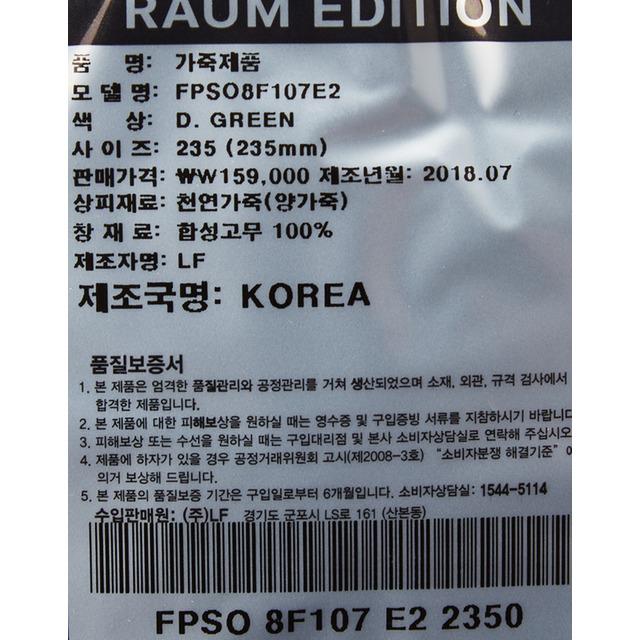 RAUM EDITION
품 명: 가죽제품
모 델 명: FPSO8F107E2
색 상: D. GREEN
사 이 즈: 235 (235mm)
판매가격: ₩W159,000 제조년월: 2018.07
상피재료: 천연가죽(양가죽)
창 재 료: 합성고무 100%
제조자명: LF
제조국명: KOREA
품질보증서
1. 본 제품은 엄격한 품질관리와 공정관리를 거쳐 생산되었으며 소재, 외관, 규격 검사에서
합격한 제품입니다.
2. 본 제품에 대한 피해보상을 원하실 때는 영수증 및 구입증빙 서류를 지참하시기 바랍니다
3. 피해보상 또는 수선을 원하실 때는 구입대리점 및 본사 소비자상담실로 연락해 주십시오
4. 제품에 하자가 있을 경우 공정거래위원회 고시(제2008-3호) “소비자분쟁 해결기준”에
의거 보상해 드립니다.
5. 본 제품의 품질보증 기간은 구입일로부터 6개월입니다. 소비자상담실: 1544-5114
수입판매원: (주)LF 경기도 군포시 LS로 161 (산본동)
FPSO 8F107 E2 2350